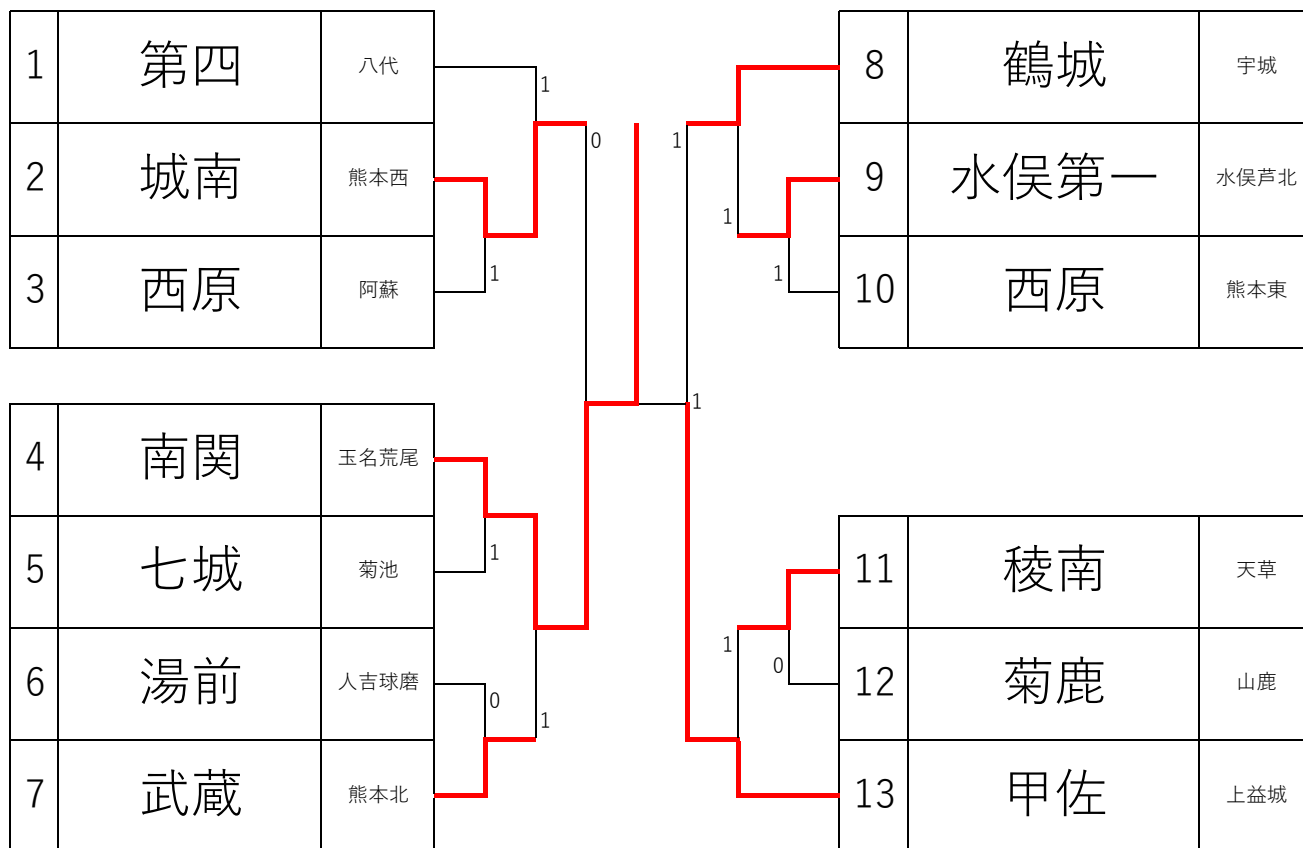 1 第四 八代
2 城南 熊本西
3 西原 阿蘇
4 南関 玉名荒尾
5 七城 菊池
6 湯前 人吉球磨
7 武蔵 熊本北
1
1
0
1
0
1
1
1
1
1
1
0
8 鶴城 宇城
9 水俣第一 水俣芦北
10 西原 熊本東
11 稜南 天草
12 菊鹿 山鹿
13 甲佐 上益城